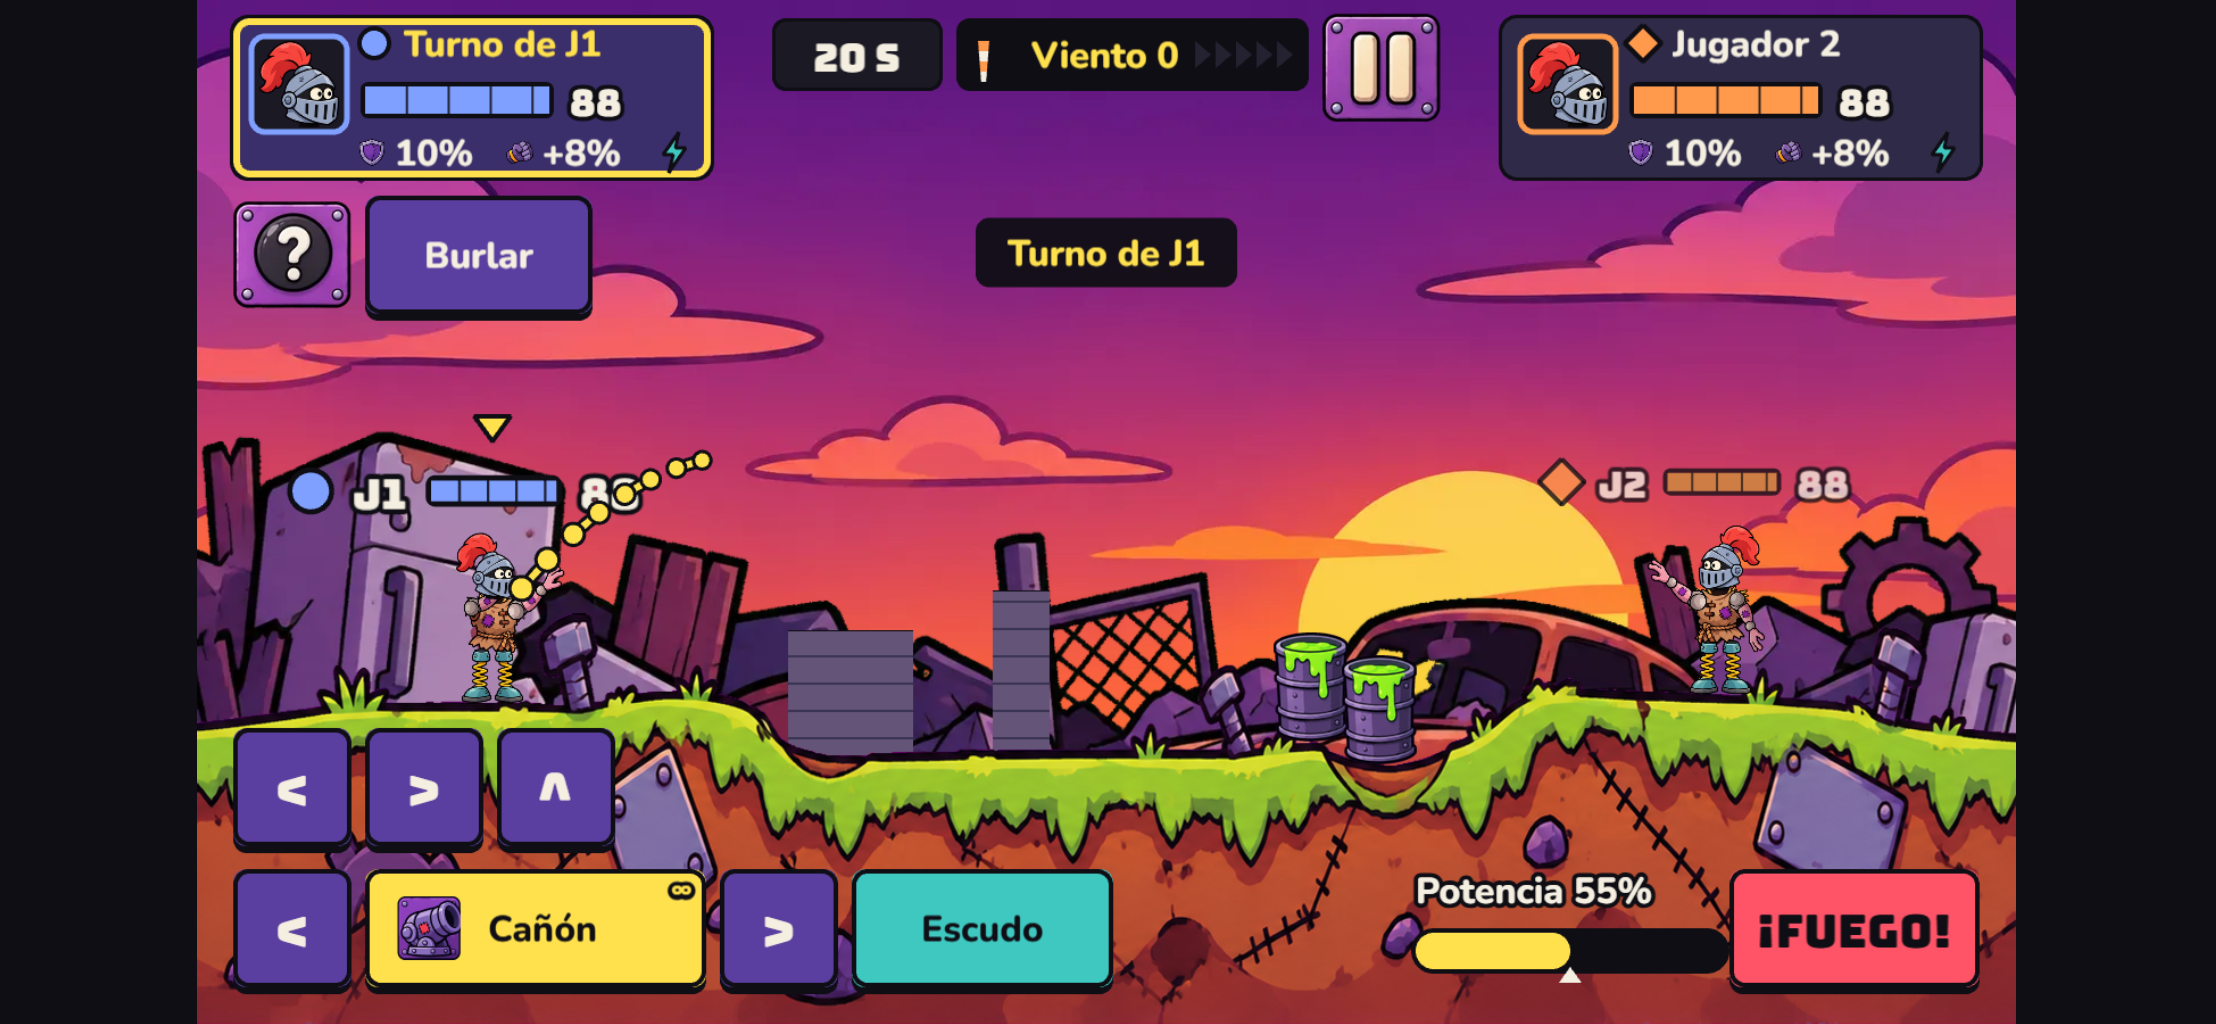 Turno de J1
88
10% +8%
20 S
Viento 0
Jugador 2
88
10% +8%
?
Burlar
Turno de J1
J1
J2 88
< > ^
<
Cañón
∞
>
Escudo
Potencia 55%
¡FUEGO!